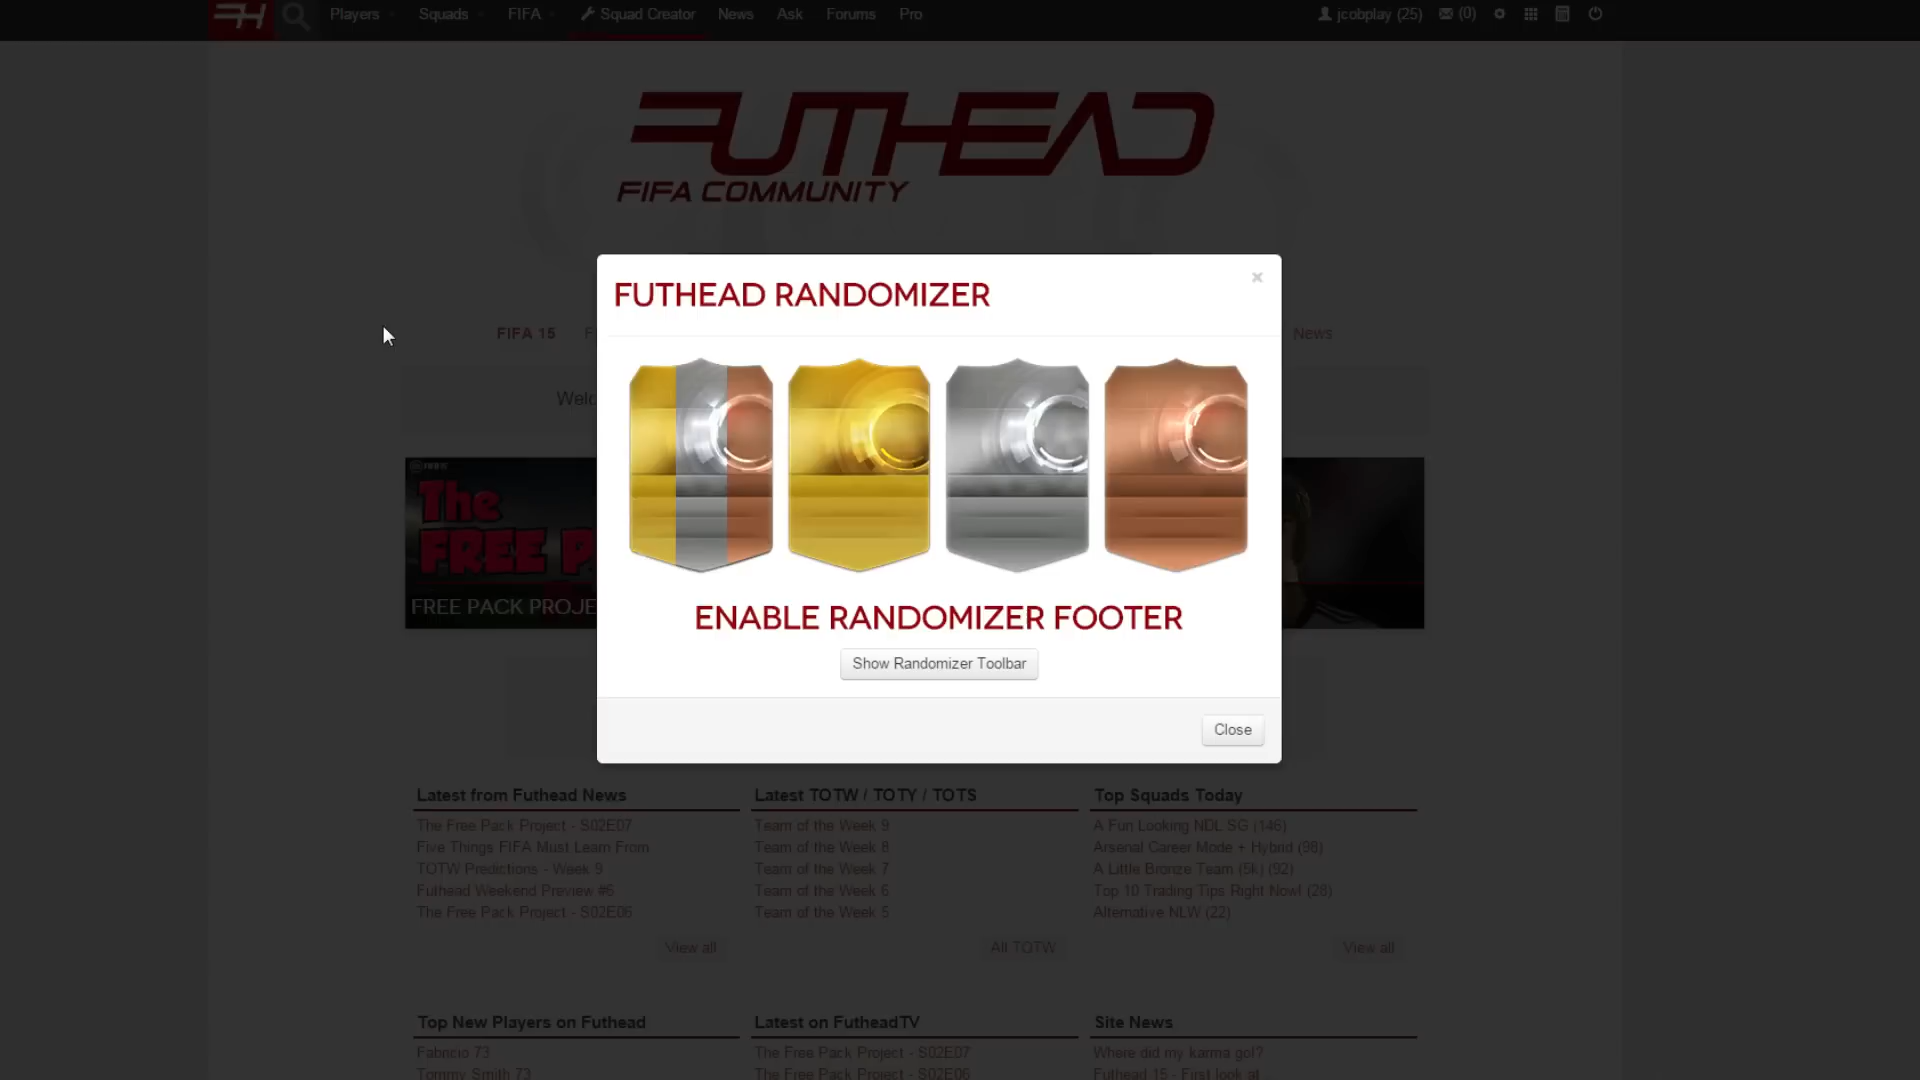 Players
Squads
FIFA
Squad Creator
News
Ask
Forums
Pro
jcobplay (25)
(0)
FUTHEAD
FIFA COMMUNITY
FUTHEAD RANDOMIZER
×
FIFA 15
News
The
FREE P
FREE PACK PROJE
ENABLE RANDOMIZER FOOTER
Show Randomizer Toolbar
Close
Latest from Futhead News
The Free Pack Project - S02E07
Five Things FIFA Must Learn From
TOTW Predictions - Week 9
Futhead Weekend Preview #6
The Free Pack Project - S02E06
View all
Latest TOTW / TOTY / TOTS
Team of the Week 9
Team of the Week 8
Team of the Week 7
Team of the Week 6
Team of the Week 5
All TOTW
Top Squads Today
A Fun Looking NDL SG (146)
Arsenal Career Mode + Hybrid (98)
A Little Bronze Team (5k) (92)
Top 10 Trading Tips Right Now! (28)
Alternative NLW (22)
View all
Top New Players on Futhead
Fabricio 73
Tommy Smith 73
Latest on FutheadTV
The Free Pack Project - S02E07
The Free Pack Project - S02E06
Site News
Where did my karma go!?
Futhead 15 - First look at